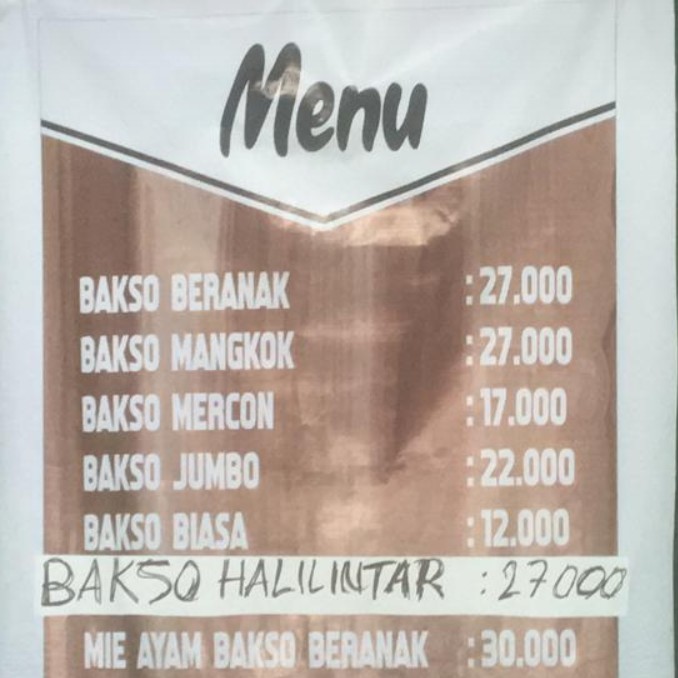 Menu
BAKSO BERANAK : 27.000
BAKSO MANGKOK : 27.000
BAKSO MERCON : 17.000
BAKSO JUMBO : 22.000
BAKSO BIASA : 12.000
BAKSO HALILINTAR : 27000
MIE AYAM BAKSO BERANAK : 30.000